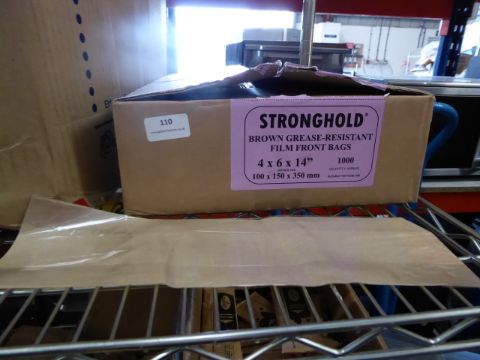 110
STRONGHOLD®
BROWN GREASE-RESISTANT
FILM FRONT BAGS
4 x 6 x 14" 1000
100 x 150 x 350 mm